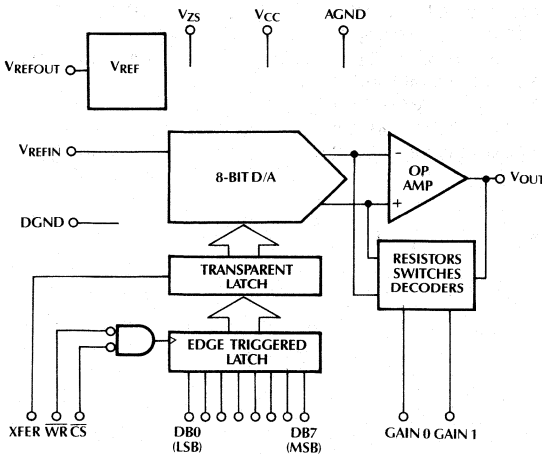 VZS VCC AGND
VREFOUT VREF
VREFIN
8-BIT D/A
OP
AMP
-
+
VOUT
DGND
TRANSPARENT
LATCH
RESISTORS
SWITCHES
DECODERS
EDGE TRIGGERED
LATCH
XFER WR CS
DB0
(LSB)
DB7
(MSB)
GAIN 0 GAIN 1